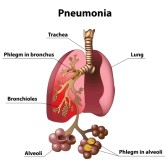 Pneumonia
Trachea
Phlegm in bronchus
Lung
Bronchioles
Alveoli
Phlegm in alveoli